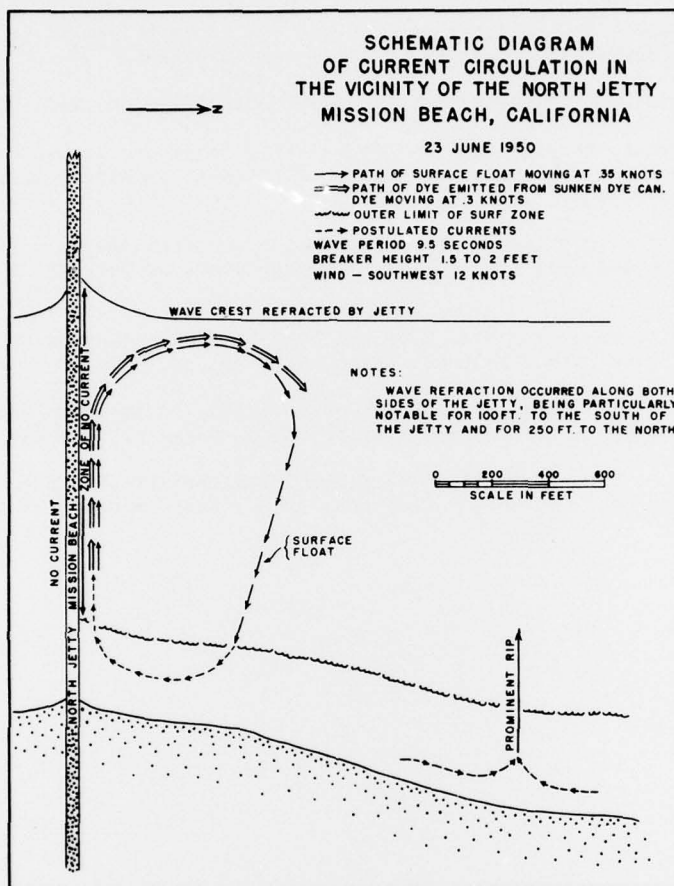 SCHEMATIC DIAGRAM
OF CURRENT CIRCULATION IN
THE VICINITY OF THE NORTH JETTY
MISSION BEACH, CALIFORNIA
N
23 JUNE 1950
PATH OF SURFACE FLOAT MOVING AT .35 KNOTS
PATH OF DYE EMITTED FROM SUNKEN DYE CAN.
DYE MOVING AT .3 KNOTS
OUTER LIMIT OF SURF ZONE
POSTULATED CURRENTS
WAVE PERIOD 9.5 SECONDS
BREAKER HEIGHT 1.5 TO 2 FEET
WIND — SOUTHWEST 12 KNOTS
WAVE CREST REFRACTED BY JETTY
NOTES:
WAVE REFRACTION OCCURRED ALONG BOTH
SIDES OF THE JETTY, BEING PARTICULARLY
NOTABLE FOR 100 FT. TO THE SOUTH OF
THE JETTY AND FOR 250 FT. TO THE NORTH
0 200 400 600
SCALE IN FEET
NO CURRENT
NORTH JETTY MISSION BEACH
ZONE OF NO CURRENT
SURFACE
FLOAT
PROMINENT RIP